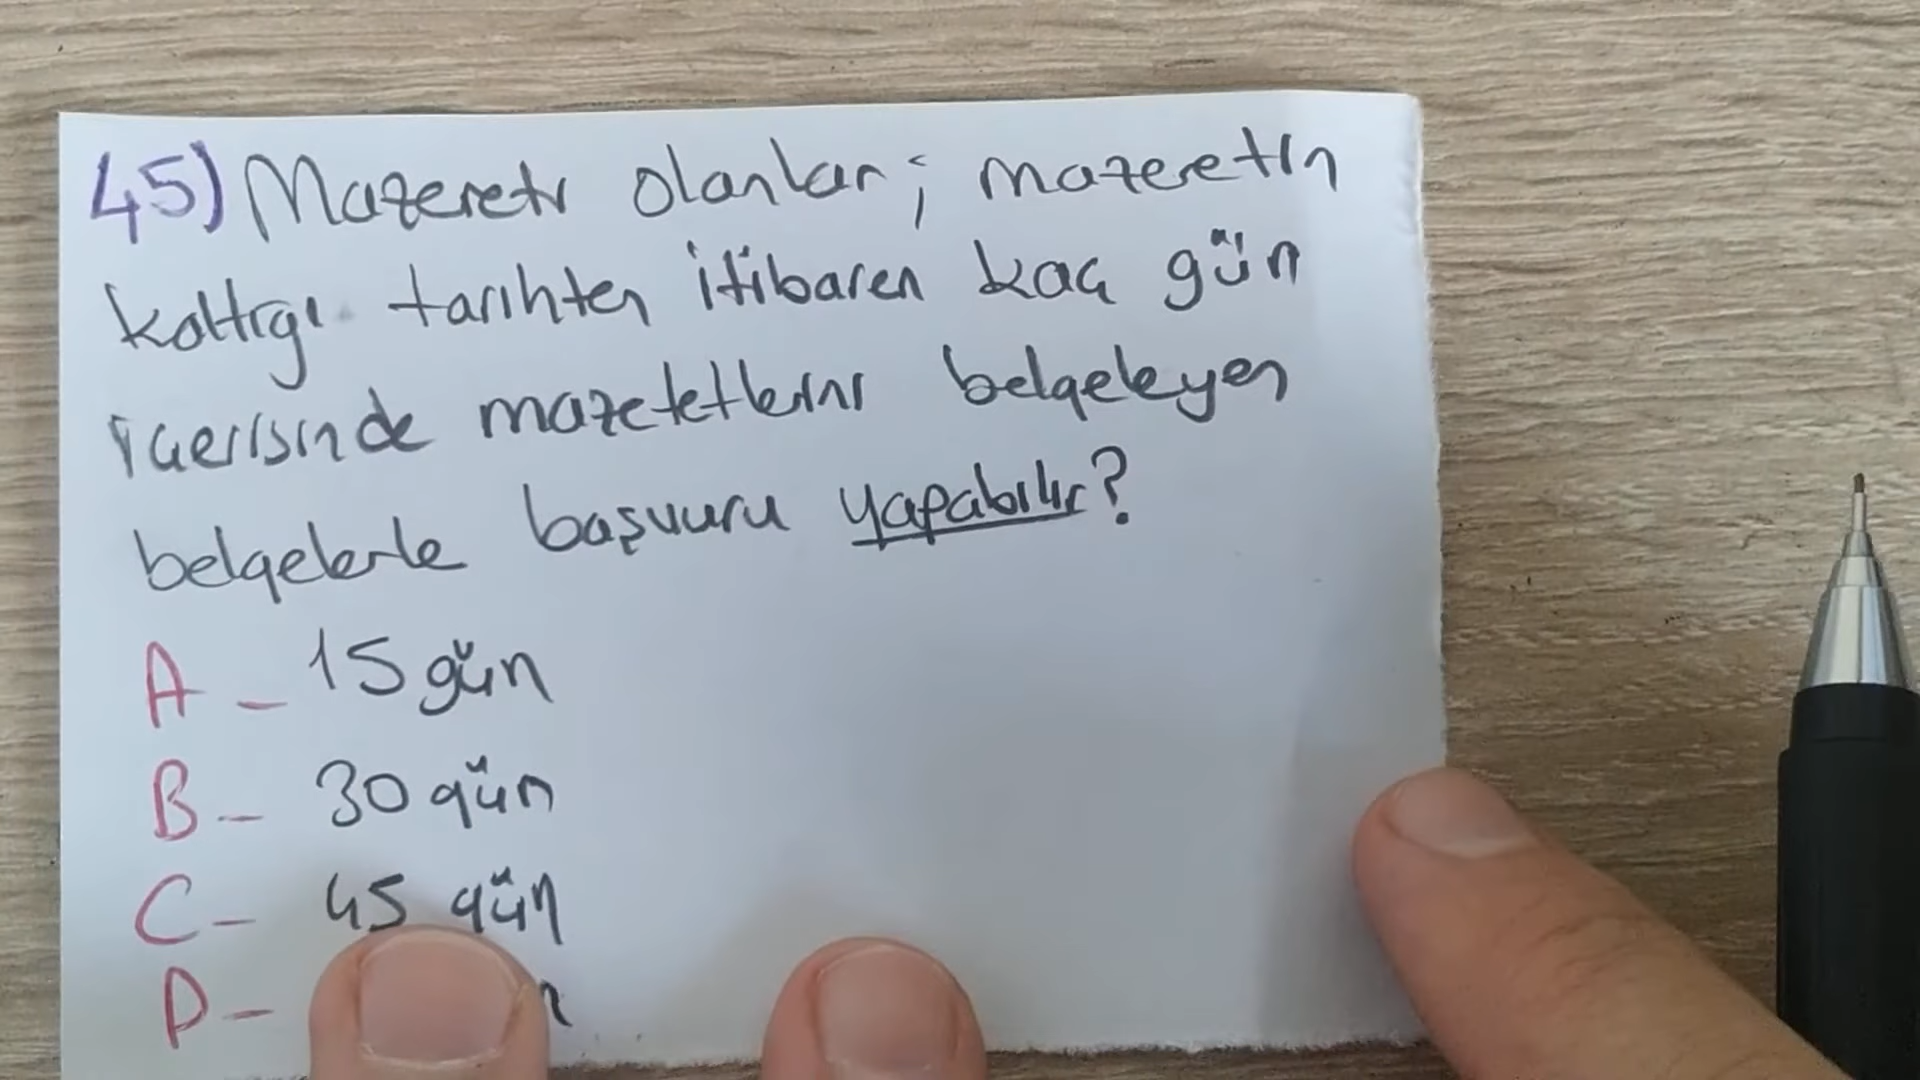 45) Mazereti olanlar; mazeretin
kalktığı tarihten itibaren kaç gün
içerisinde mazetetlerini belgeleyen
belgelerle başvuru yapabilir?
A - 15 gün
B - 30 gün
C - 45 gün
D -